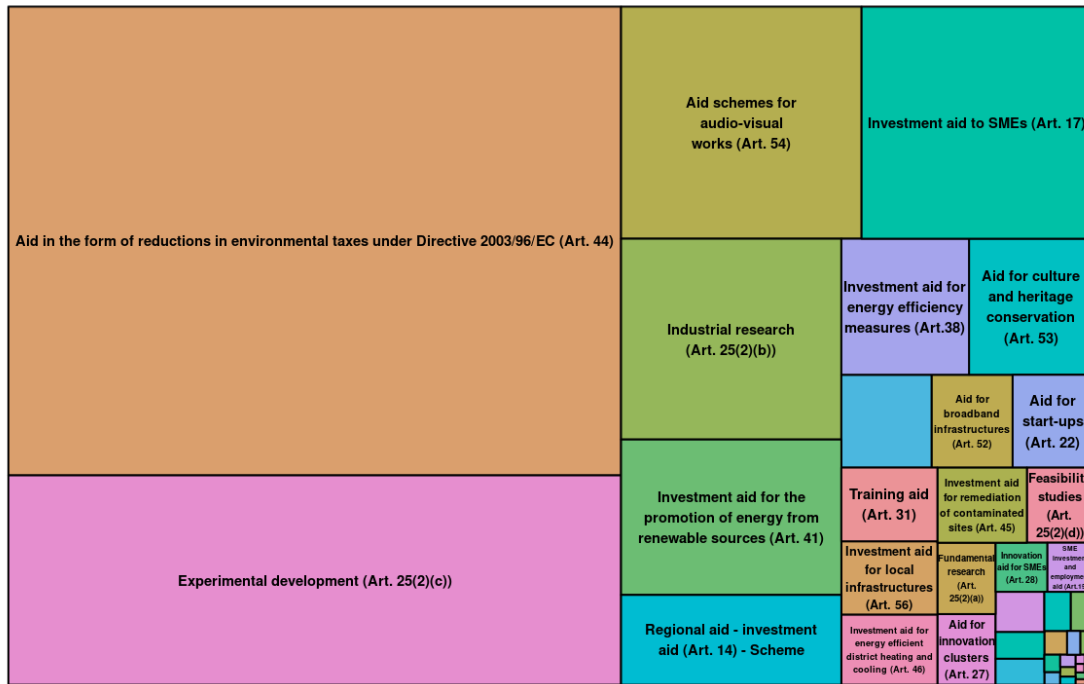 Aid in the form of reductions in environmental taxes under Directive 2003/96/EC (Art. 44)
Experimental development (Art. 25(2)(c))
Aid schemes for
audio-visual
works (Art. 54)
Investment aid to SMEs (Art. 17)
Industrial research
(Art. 25(2)(b))
Investment aid for
energy efficiency
measures (Art.38)
Aid for culture
and heritage
conservation
(Art. 53)
Aid for
broadband
infrastructures
(Art. 52)
Aid for
start-ups
(Art. 22)
Investment aid for the
promotion of energy from
renewable sources (Art. 41)
Training aid
(Art. 31)
Investment aid
for remediation
of contaminated
sites (Art. 45)
studies
(Art.
25(2)(d))
Investment aid
for local
infrastructures
(Art. 56)
Fundamental
research
(Art.
25(2)(a))
Innovation
aid for SMEs
(Art. 28)
SME
and
Regional aid - investment
aid (Art. 14) - Scheme
Investment aid for
energy efficient
district heating and
cooling (Art. 46)
Aid for
innovation
clusters
(Art. 27)